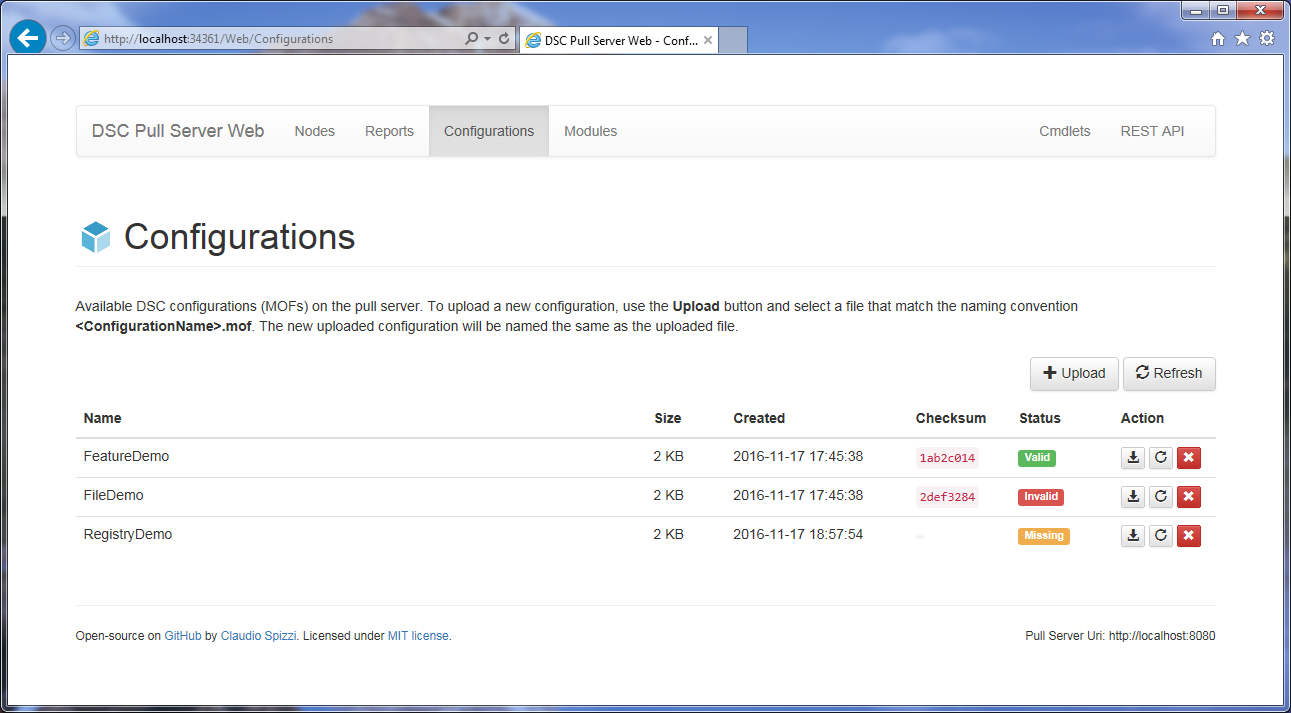 http://localhost:34361/Web/Configurations
DSC Pull Server Web - Conf...
DSC Pull Server Web Nodes Reports Configurations Modules Cmdlets REST API
Configurations
Available DSC configurations (MOFs) on the pull server. To upload a new configuration, use the Upload button and select a file that match the naming convention
<ConfigurationName>.mof. The new uploaded configuration will be named the same as the uploaded file.
Upload Refresh
Name Size Created Checksum Status Action
FeatureDemo 2 KB 2016-11-17 17:45:38 1ab2c014 Valid
FileDemo 2 KB 2016-11-17 17:45:38 2def3284 Invalid
RegistryDemo 2 KB 2016-11-17 18:57:54 - Missing
Open-source on GitHub by Claudio Spizzi. Licensed under MIT license. Pull Server Uri: http://localhost:8080